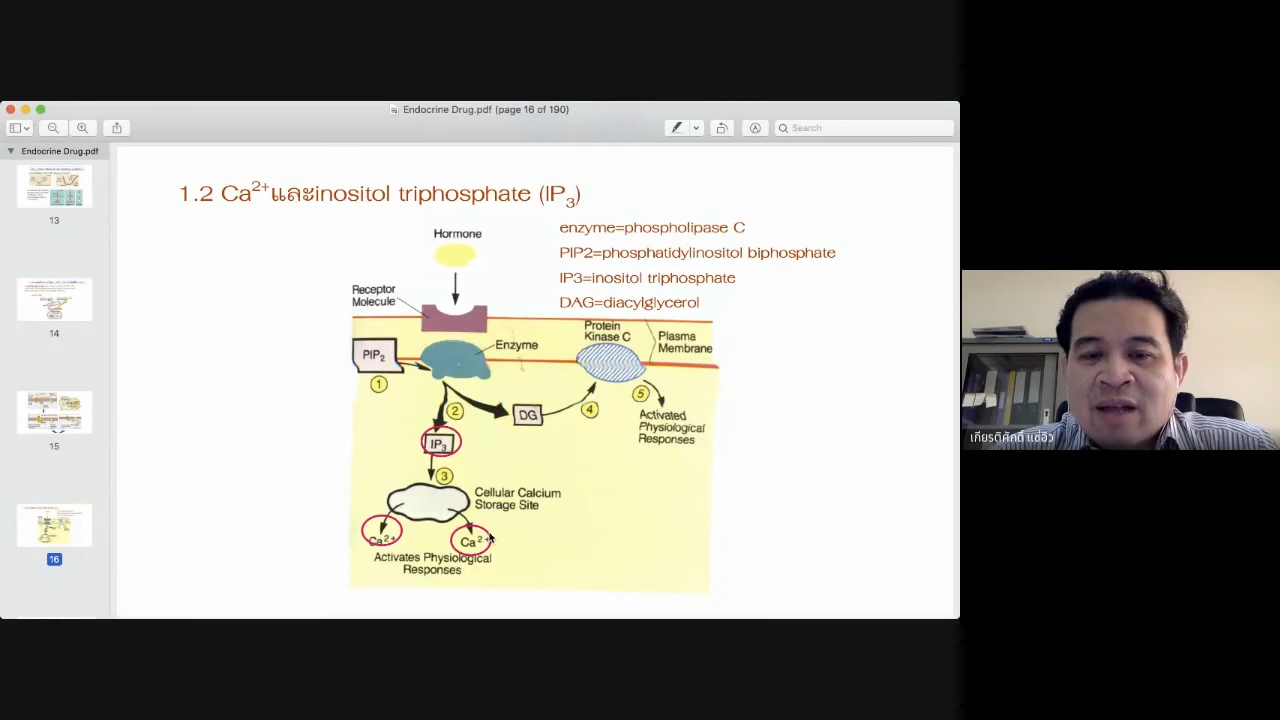 Endocrine Drug.pdf (page 16 of 190)
Search
Endocrine Drug.pdf
13
14
15
16
1.2 Ca²⁺และinositol triphosphate (IP₃)
enzyme=phospholipase C
PIP2=phosphatidylinositol biphosphate
IP3=inositol triphosphate
DAG=diacylglycerol
Hormone
Receptor
Molecule
PIP₂
Enzyme
Protein
Kinase C
Plasma
Membrane
1
2
DG
4
5
Activated
Physiological
Responses
IP₃
3
Cellular Calcium
Storage Site
Ca²⁺
Ca²⁺
Activates Physiological
Responses
เกียรติศักดิ์ แซ่อิ๋ว